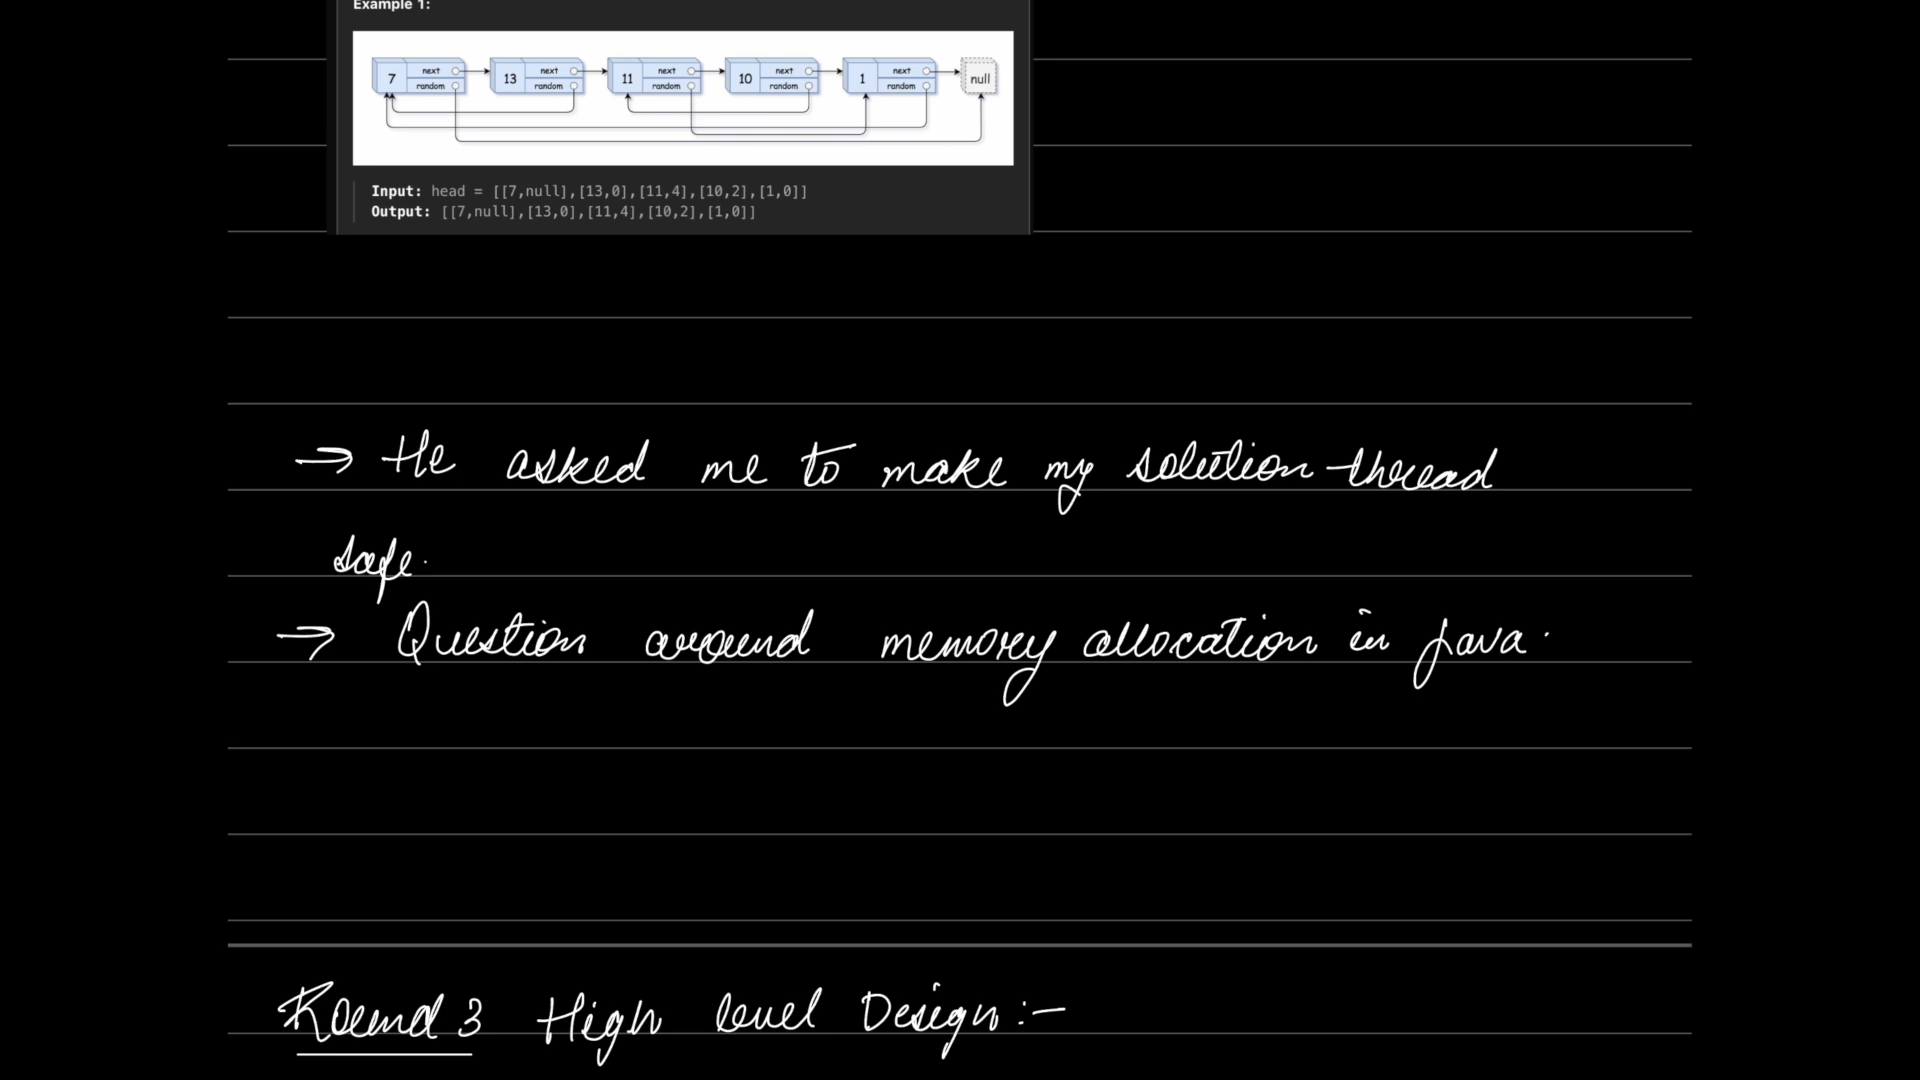 Example 1:
7 next random 13 next random 11 next random 10 next random 1 next random null
Input: head = [[7,null],[13,0],[11,4],[10,2],[1,0]]
Output: [[7,null],[13,0],[11,4],[10,2],[1,0]]
→ He asked me to make my solution thread
safe.
→ Question around memory allocation in java.
Round 3 High level Design:-